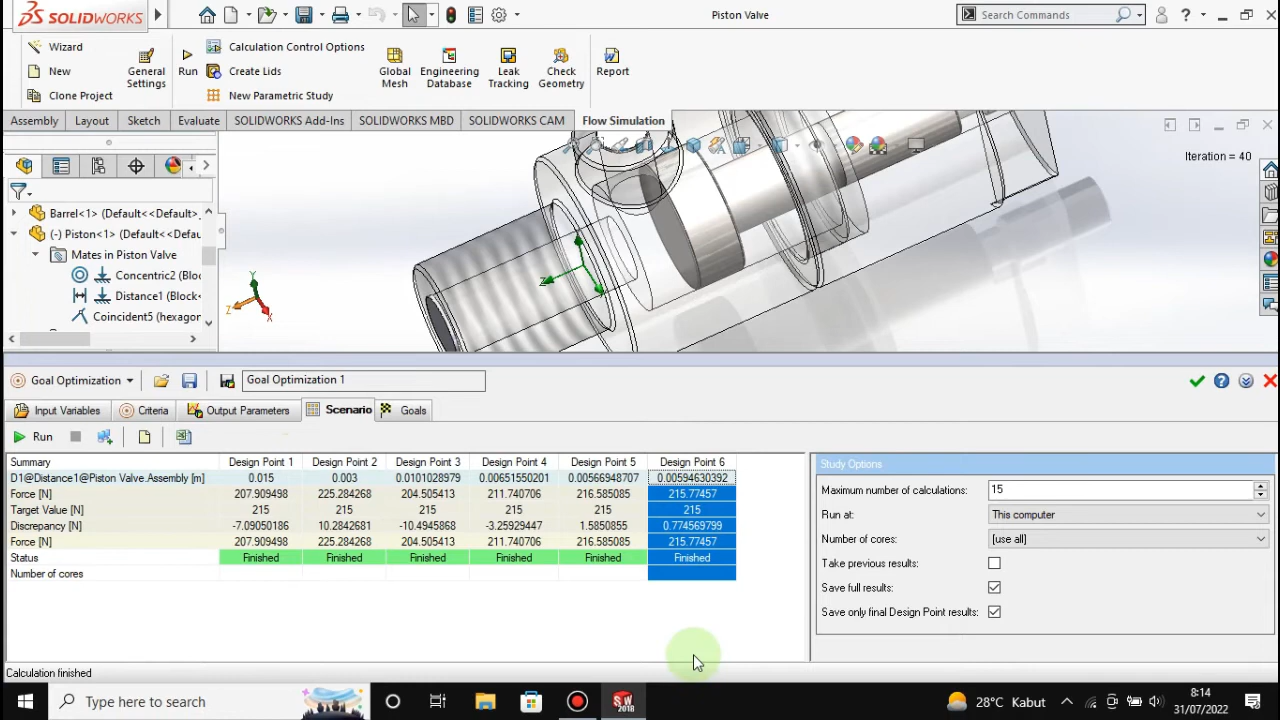 SOLIDWORKS
Piston Valve
Search Commands
?
Wizard
New
Clone Project
General Settings
Run
Calculation Control Options
Create Lids
New Parametric Study
Global Mesh
Engineering Database
Leak Tracking
Check Geometry
Report
Assembly
Layout
Sketch
Evaluate
SOLIDWORKS Add-Ins
SOLIDWORKS MBD
SOLIDWORKS CAM
Flow Simulation
Iteration = 40
Barrel<1> (Default<<Default>_
(-) Piston<1> (Default<<Defau
Mates in Piston Valve
Concentric2 (Bloc
Distance1 (Block<
Coincident5 (hexagon
Y
Z
X
Z
Goal Optimization
Goal Optimization 1
?
Input Variables
Criteria
Output Parameters
Scenario
Goals
Run
Summary Design Point 1 Design Point 2 Design Point 3 Design Point 4 Design Point 5 Design Point 6
D1@Distance1@Piston Valve.Assembly [m] 0.015 0.003 0.0101028979 0.00651550201 0.00566948707 0.00594630392
Force [N] 207.909498 225.284268 204.505413 211.740706 216.585085 215.77457
Target Value [N] 215 215 215 215 215 215
Discrepancy [N] -7.09050186 10.2842681 -10.4945868 -3.25929447 1.5850855 0.774569799
Force [N] 207.909498 225.284268 204.505413 211.740706 216.585085 215.77457
Status Finished Finished Finished Finished Finished Finished
Number of cores
Study Options
Maximum number of calculations: 15
Run at: This computer
Number of cores: [use all]
Take previous results:
Save full results:
Save only final Design Point results:
Calculation finished
Type here to search
SW
2018
28°C Kabut
8:14
31/07/2022